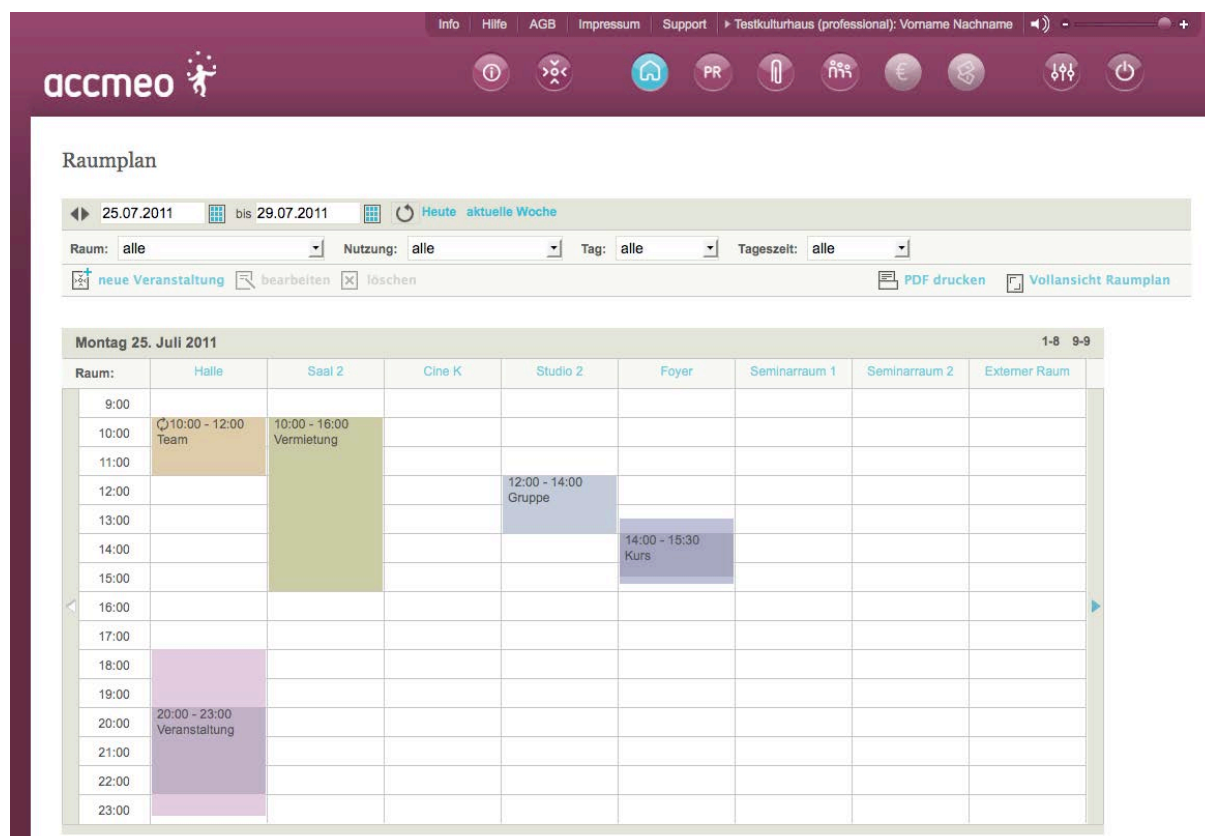 Info Hilfe AGB Impressum Support Testkulturhaus (professional): Vorname Nachname - +
accmeo PR €
Raumplan
25.07.2011 bis 29.07.2011 Heute aktuelle Woche
Raum: alle Nutzung: alle Tag: alle Tageszeit: alle
neue Veranstaltung bearbeiten löschen PDF drucken Vollansicht Raumplan
Montag 25. Juli 2011 1-8 9-9
Raum: Halle Saal 2 Cine K Studio 2 Foyer Seminarraum 1 Seminarraum 2 Externer Raum
9:00
10:00 10:00 - 12:00 10:00 - 16:00
Team Vermietung
11:00
12:00 12:00 - 14:00
Gruppe
13:00
14:00 14:00 - 15:30
Kurs
15:00
16:00
17:00
18:00
19:00
20:00 20:00 - 23:00
Veranstaltung
21:00
22:00
23:00